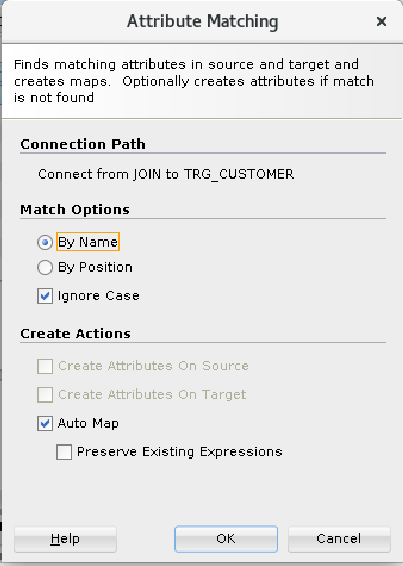 Attribute Matching
Finds matching attributes in source and target and
creates maps.  Optionally creates attributes if match
is not found
Connection Path
Connect from JOIN to TRG_CUSTOMER
Match Options
By Name
By Position
Ignore Case
Create Actions
Create Attributes On Source
Create Attributes On Target
Auto Map
Preserve Existing Expressions
Help
OK
Cancel